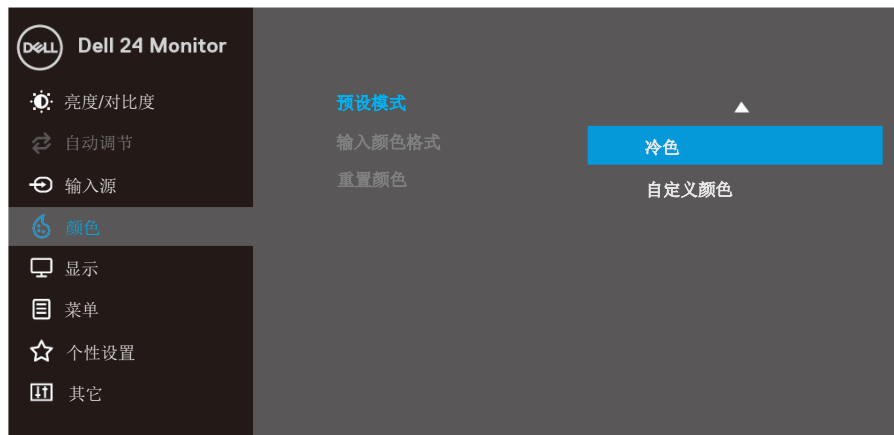 DELL Dell 24 Monitor
亮度/对比度
自动调节
输入源
颜色
显示
菜单
个性设置
其它
预设模式
输入颜色格式
重置颜色
冷色
自定义颜色